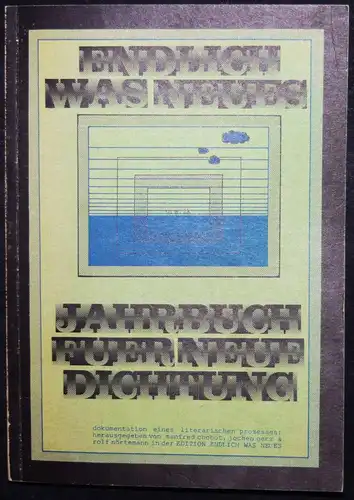 ENDLICH
WAS NEUES
JAHRBUCH
FUER NEUE
DICHTUNG
dokumentation eines literarischen prozesses:
herausgegeben von manfred chobot, jochen gerz &
rolf nörtemann in der EDITION ENDLICH WAS NEUES